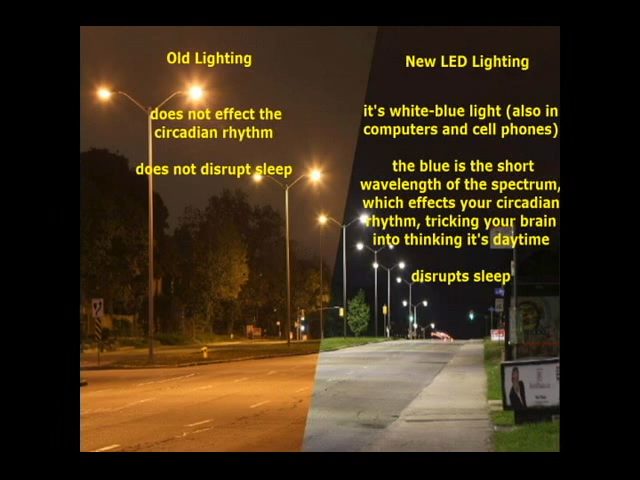 Old Lighting
does not effect the
circadian rhythm
does not disrupt sleep
New LED Lighting
it's white-blue light (also in
computers and cell phones)
the blue is the short
wavelength of the spectrum,
which effects your circadian
rhythm, tricking your brain
into thinking it's daytime
disrupts sleep